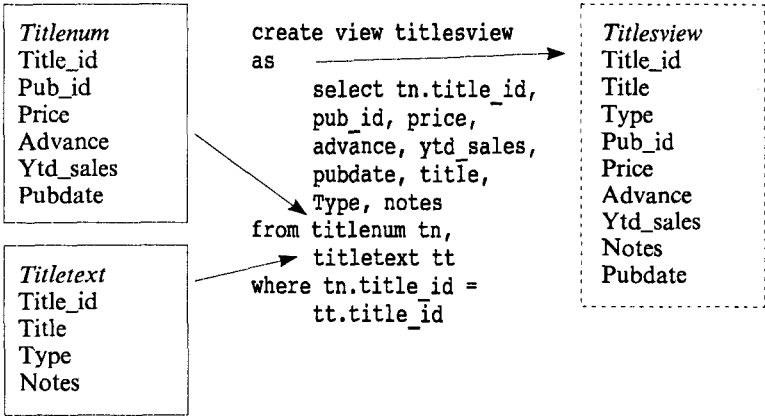 Titlenum
Title_id
Pub_id
Price
Advance
Ytd_sales
Pubdate
Titletext
Title_id
Title
Type
Notes
create view titlesview
as
select tn.title_id,
pub_id, price,
advance, ytd_sales,
pubdate, title,
Type, notes
from titlenum tn,
titletext tt
where tn.title_id =
tt.title_id
Titlesview
Title_id
Title
Type
Pub_id
Price
Advance
Ytd_sales
Notes
Pubdate